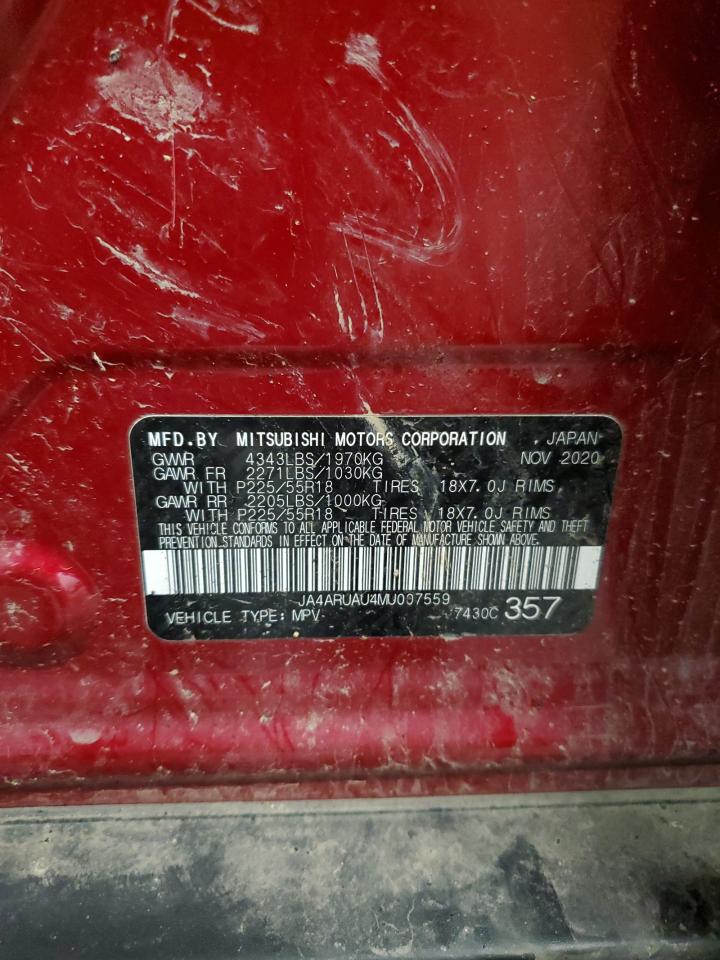 MFD.BY MITSUBISHI MOTORS CORPORATION , JAPAN
GVWR 4343LBS/1970KG NOV 2020
GAWR FR 2271LBS/1030KG
WITH P225/55R18 TIRES, 18X7.0J RIMS,
GAWR RR 2205LBS/1000KG
WITH P225/55R18 TIRES, 18X7.0J RIMS
THIS VEHICLE CONFORMS TO ALL APPLICABLE FEDERAL MOTOR VEHICLE SAFETY AND THEFT
PREVENTION STANDARDS IN EFFECT ON THE DATE OF MANUFACTURE SHOWN ABOVE.
VEHICLE TYPE: MPV 7430C 357